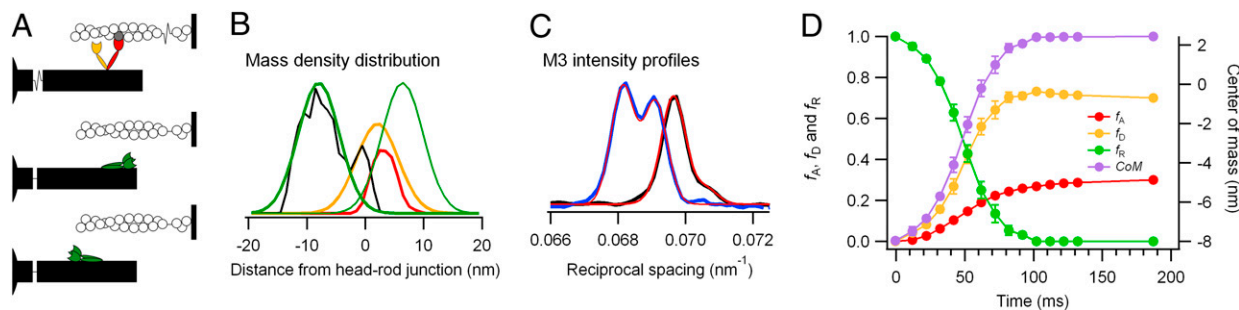 A
B
Mass density distribution
-20
-10
0
10
20
Distance from head-rod junction (nm)
C
M3 intensity profiles
0.066
0.068
0.070
0.072
Reciprocal spacing (nm-1)
D
1.0
0.8
0.6
0.4
0.2
0.0
fA, fD and fR
fA
fD
fR
CoM
2
0
-2
-4
-6
-8
Center of mass (nm)
0
50
100
150
200
Time (ms)